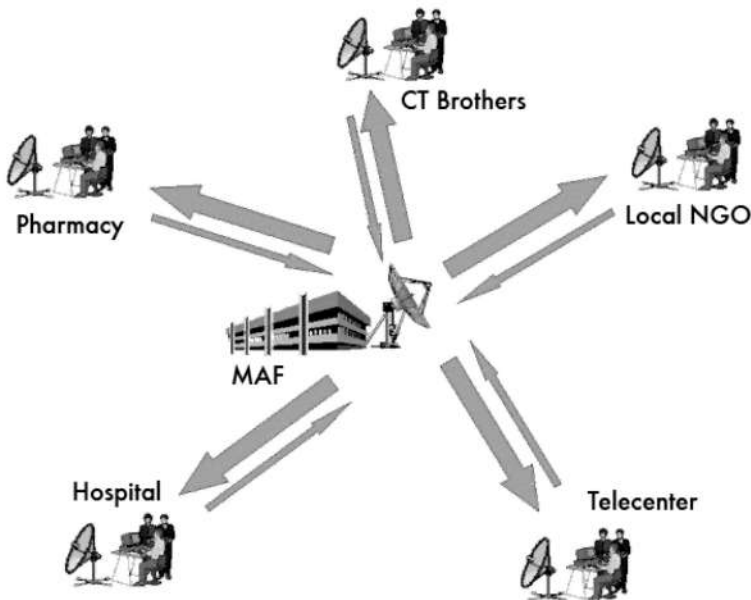 CT Brothers
Pharmacy
Local NGO
MAF
Hospital
Telecenter